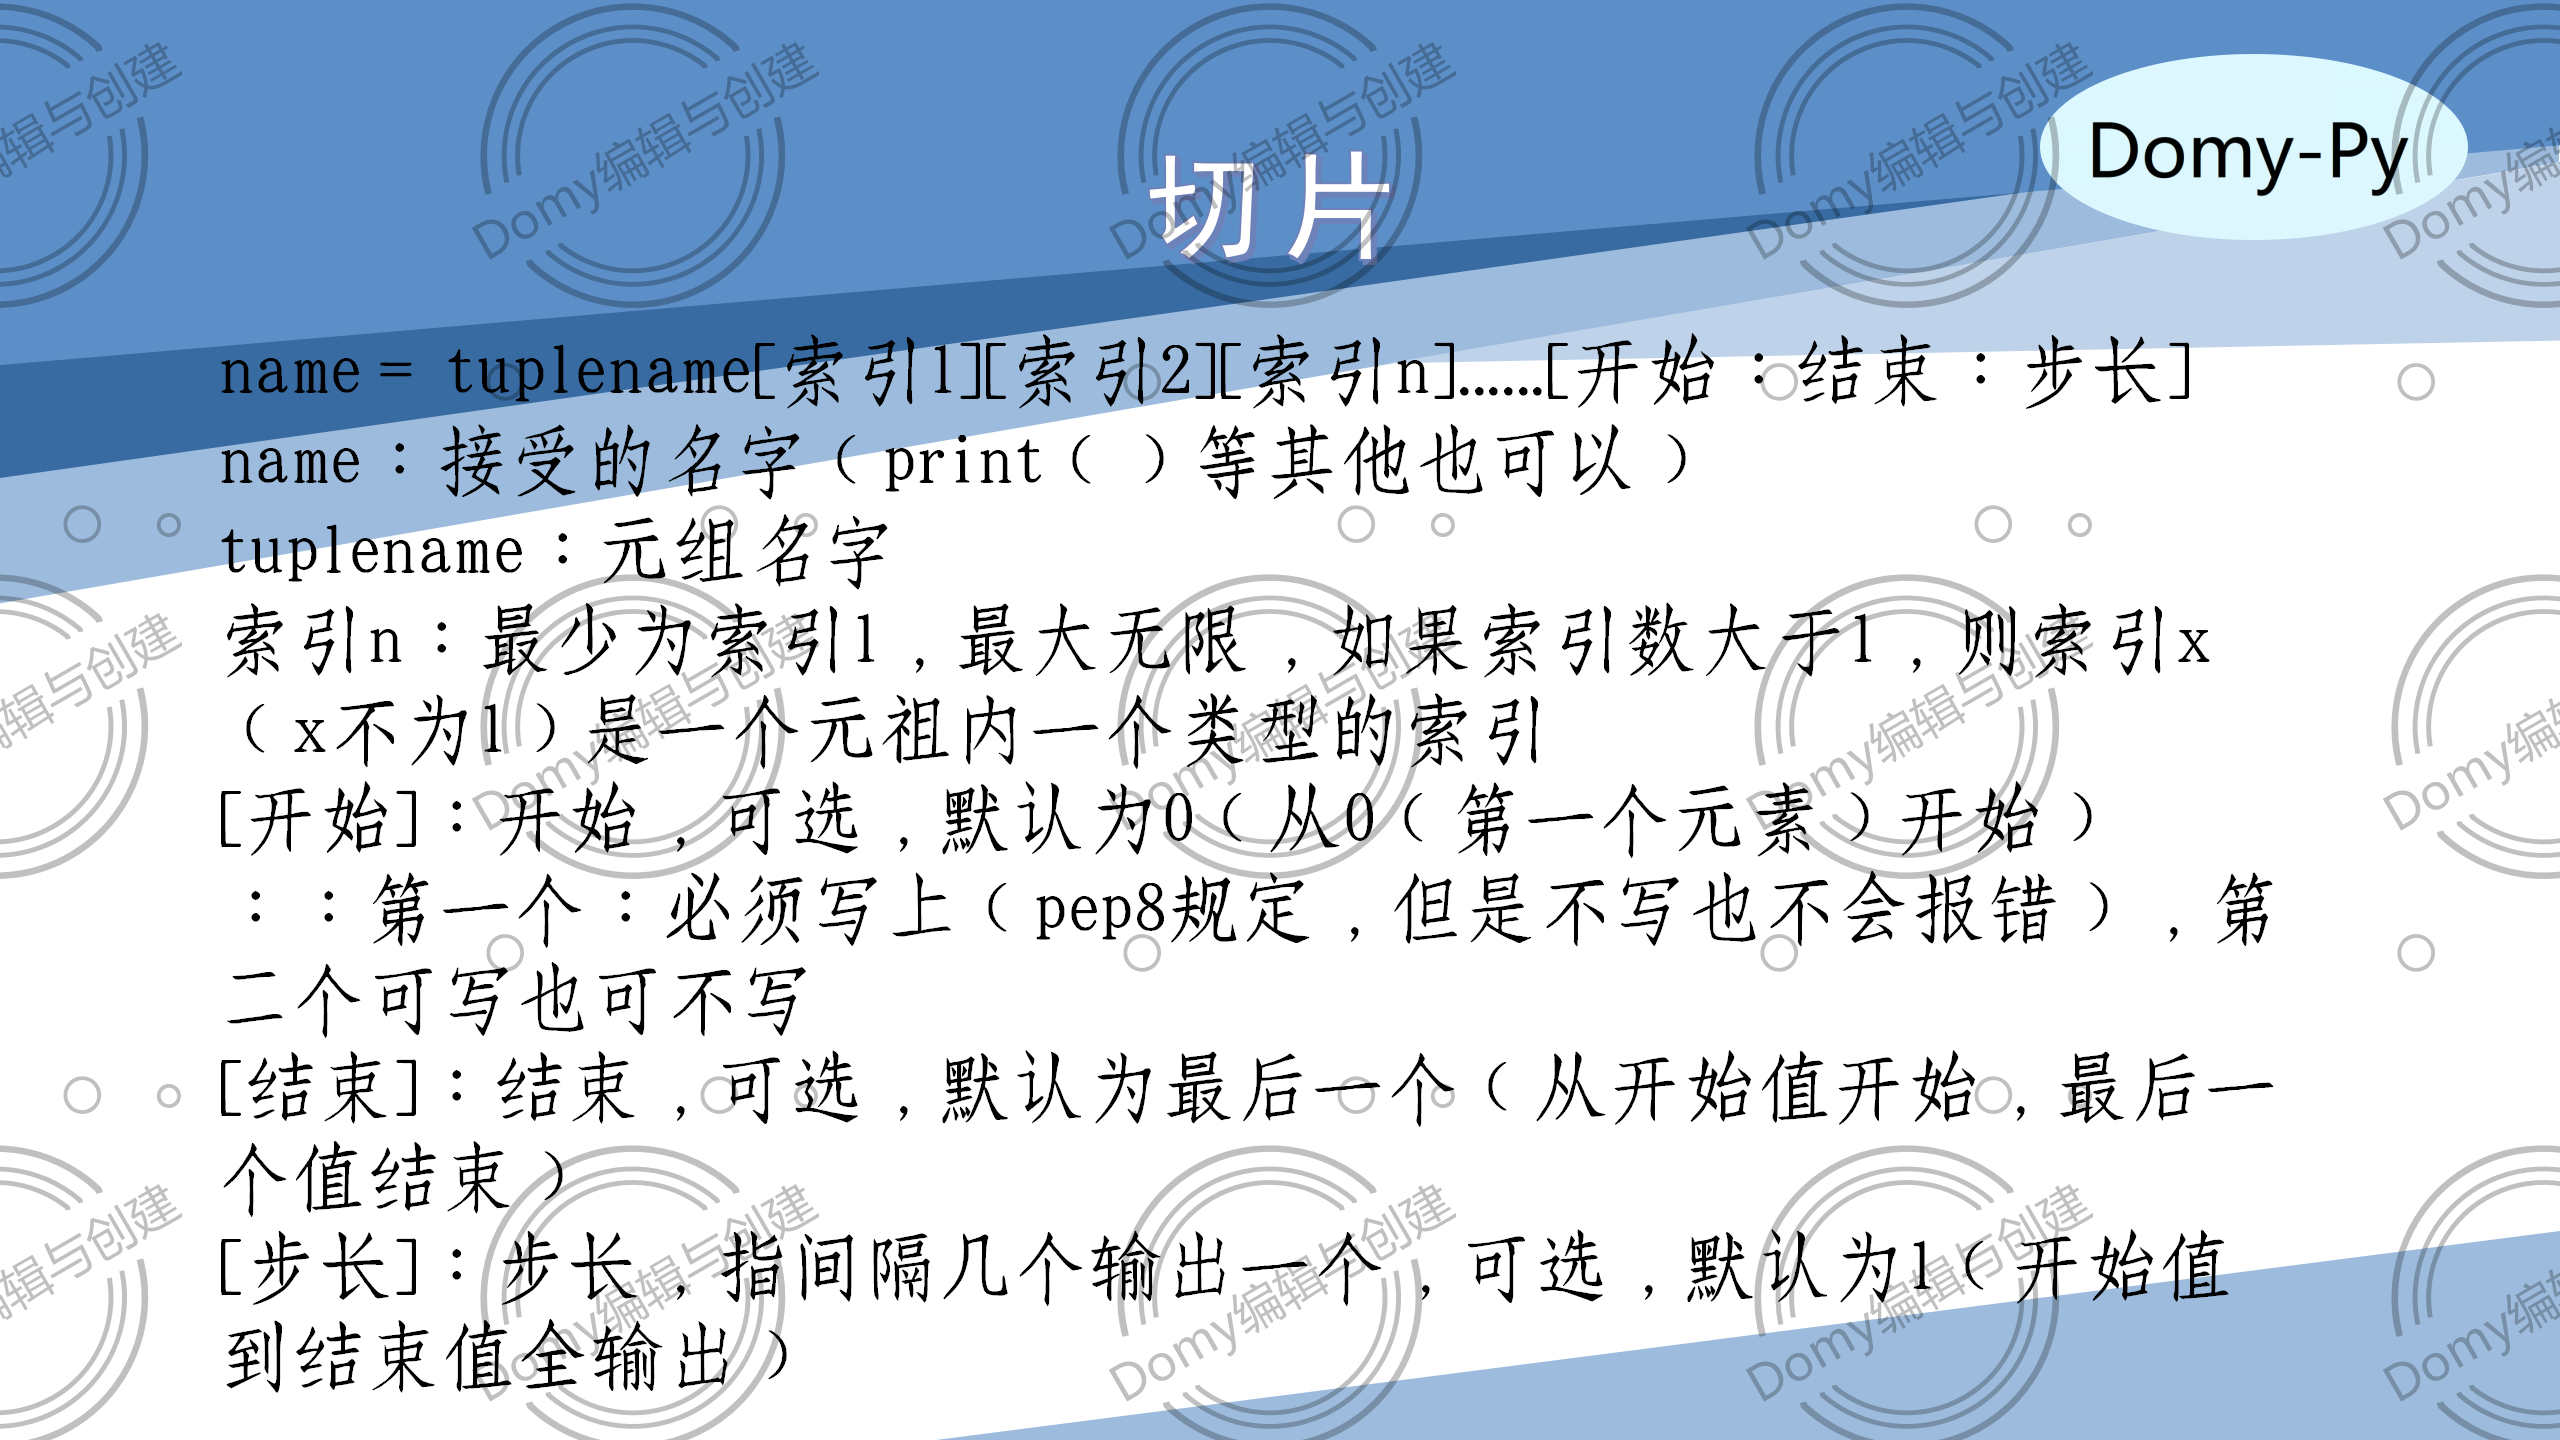 Domy-Py
切片
name = tuplename[索引1][索引2][索引n]……[开始：结束：步长]
name：接受的名字（print（）等其他也可以）
tuplename：元组名字
索引n：最少为索引1，最大无限，如果索引数大于1，则索引x
（x不为1）是一个元祖内一个类型的索引
[开始]：开始，可选，默认为0（从0（第一个元素）开始）
：：第一个：必须写上（pep8规定，但是不写也不会报错），第
二个可写也可不写
[结束]：结束，可选，默认为最后一个（从开始值开始，最后一
个值结束）
[步长]：步长，指间隔几个输出一个，可选，默认为1（开始值
到结束值全输出）
Domy编辑与创建